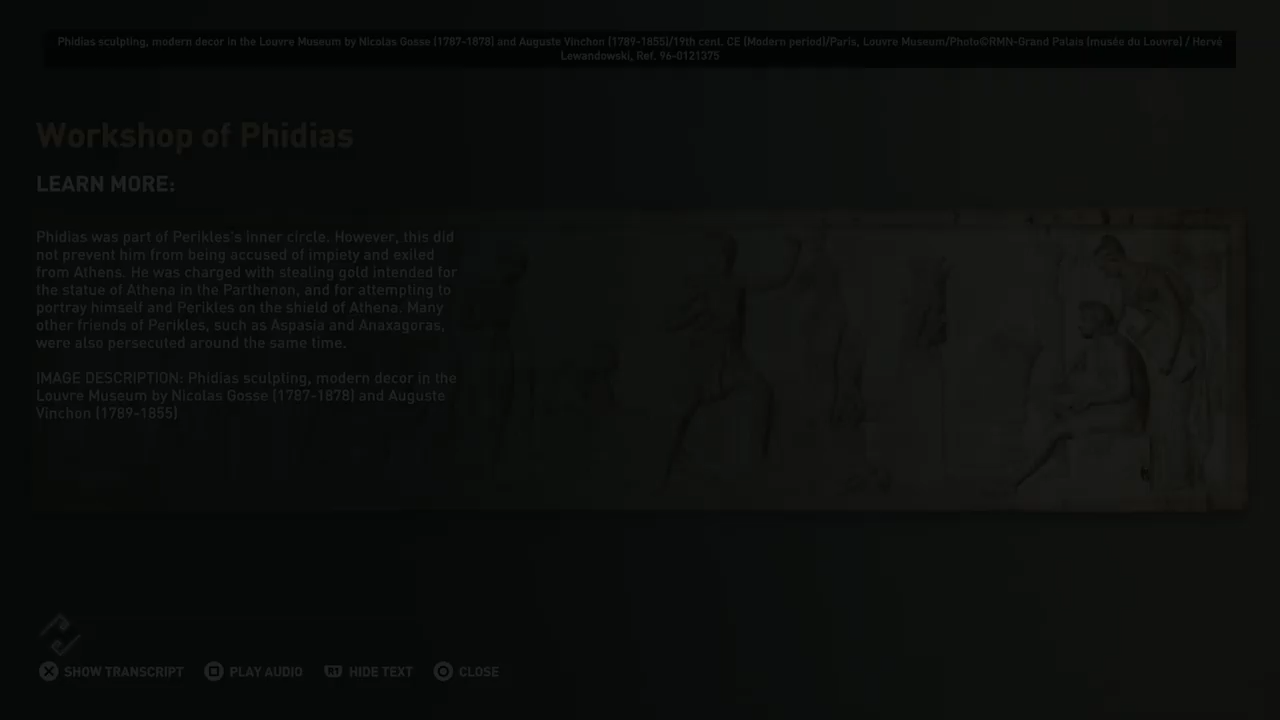 Phidias sculpting, modern decor in the Louvre Museum by Nicolas Gosse (1787-1878) and Auguste Vinchon (1789-1855)/19th cent. CE (Modern period)/Paris, Louvre Museum/Photo©RMN-Grand Palais (musée du Louvre) / Hervé
Lewandowski, Ref. 96-0121375
Workshop of Phidias
LEARN MORE:
Phidias was part of Perikles's inner circle. However, this did
not prevent him from being accused of impiety and exiled
from Athens. He was charged with stealing gold intended for
the statue of Athena in the Parthenon, and for attempting to
portray himself and Perikles on the shield of Athena. Many
other friends of Perikles, such as Aspasia and Anaxagoras,
were also persecuted around the same time.
IMAGE DESCRIPTION: Phidias sculpting, modern decor in the
Louvre Museum by Nicolas Gosse (1787-1878) and Auguste
Vinchon (1789-1855)
SHOW TRANSCRIPT PLAY AUDIO HIDE TEXT CLOSE